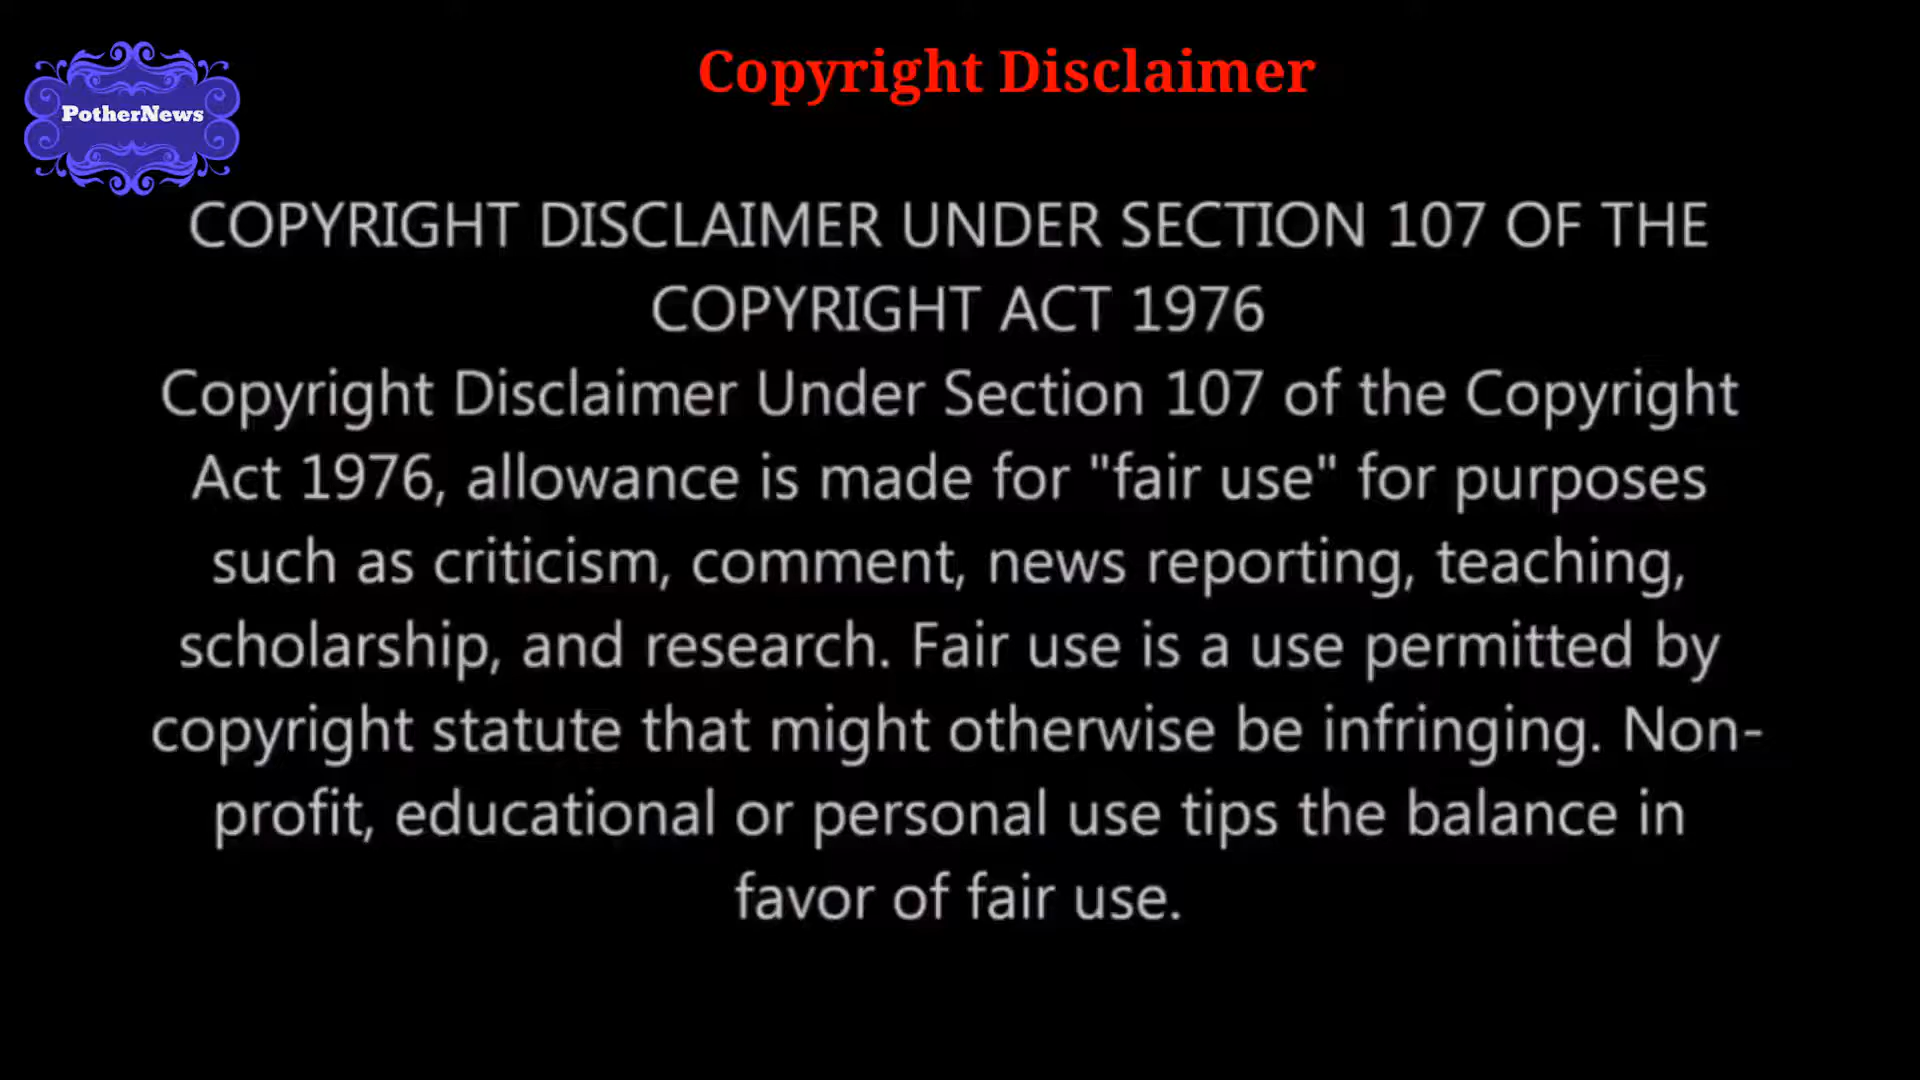 Copyright Disclaimer
PotherNews
COPYRIGHT DISCLAIMER UNDER SECTION 107 OF THE
COPYRIGHT ACT 1976
Copyright Disclaimer Under Section 107 of the Copyright
Act 1976, allowance is made for "fair use" for purposes
such as criticism, comment, news reporting, teaching,
scholarship, and research. Fair use is a use permitted by
copyright statute that might otherwise be infringing. Non-
profit, educational or personal use tips the balance in
favor of fair use.